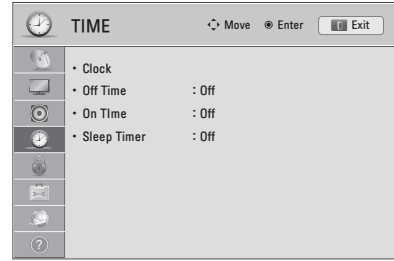 TIME Move Enter Exit
• Clock
• Off Time : Off
• On TIme : Off
• Sleep Timer : Off
?